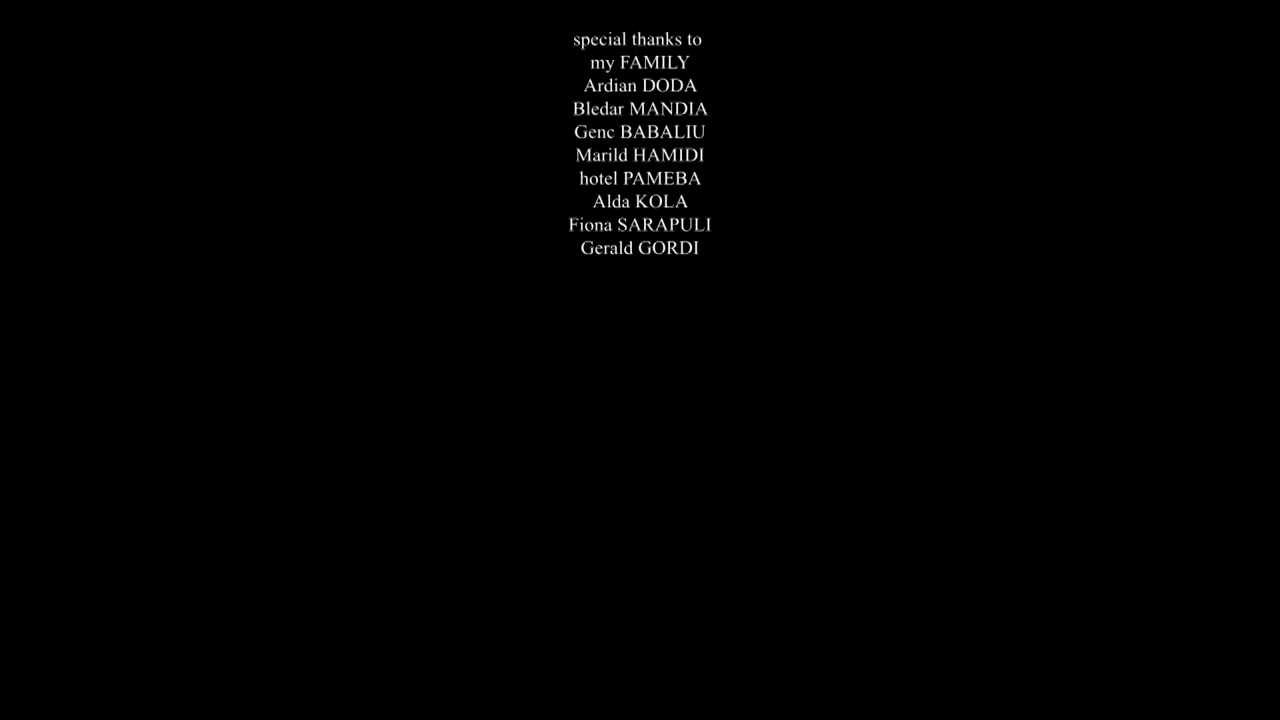 special thanks to
my FAMILY
Ardian DODA
Bledar MANDIA
Genc BABALIU
Marild HAMIDI
hotel PAMEBA
Alda KOLA
Fiona SARAPULI
Gerald GORDI